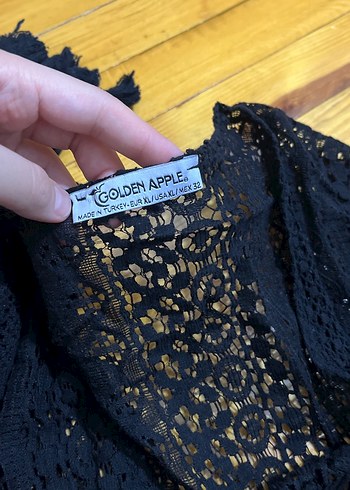 GOLDEN APPLE
MADE IN TURKEY-EUR XL/USA XL/MEX 32